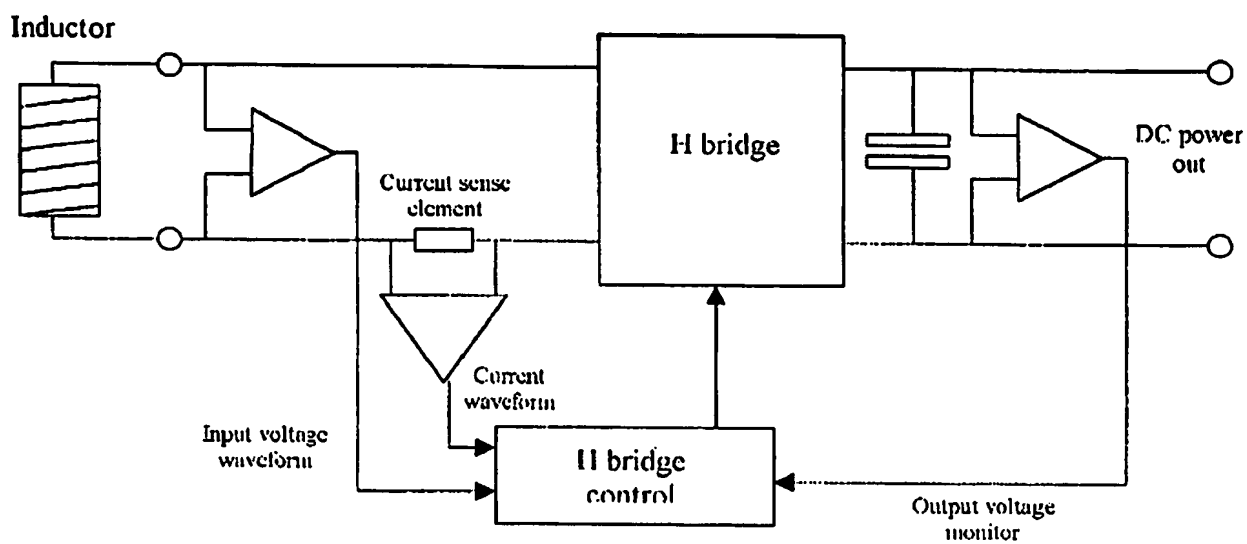 Inductor
H bridge
DC power
out
Current sense
element
Current
waveform
Input voltage
waveform
H bridge
control
Output voltage
monitor